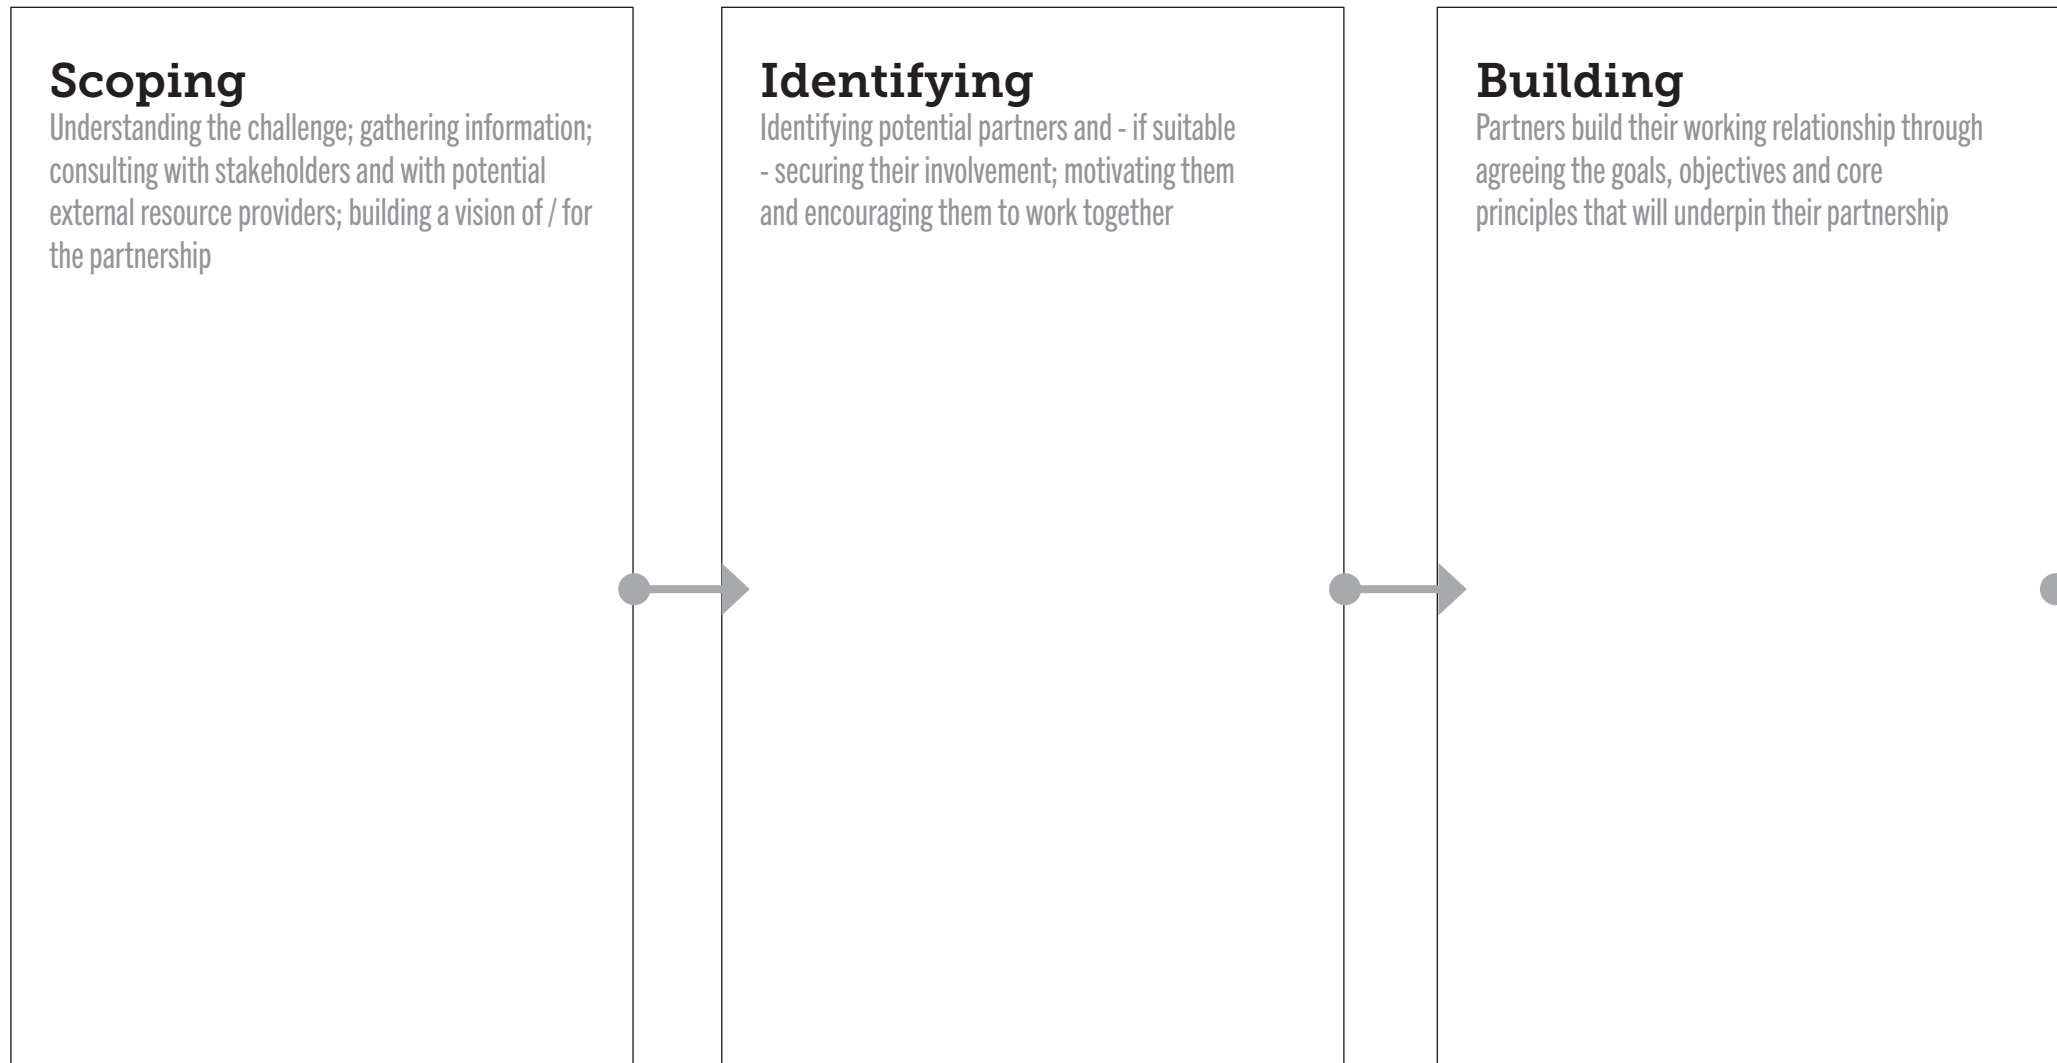 Scoping
Understanding the challenge; gathering information;
consulting with stakeholders and with potential
external resource providers; building a vision of / for
the partnership
Identifying
Identifying potential partners and - if suitable
- securing their involvement; motivating them
and encouraging them to work together
Building
Partners build their working relationship through
agreeing the goals, objectives and core
principles that will underpin their partnership